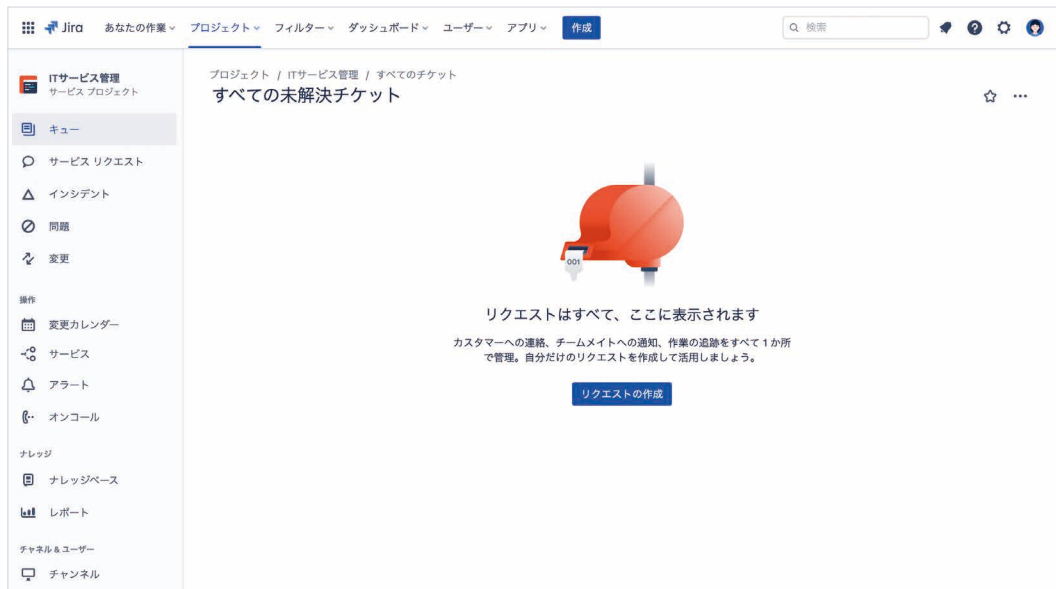 Jira あなたの作業 プロジェクト フィルター ダッシュボード ユーザー アプリ 作成 検索
ITサービス管理
サービス プロジェクト
キュー
サービス リクエスト
インシデント
問題
変更
操作
変更カレンダー
サービス
アラート
オンコール
ナレッジ
ナレッジベース
レポート
チャネル & ユーザー
チャンネル
プロジェクト / ITサービス管理 / すべてのチケット
すべての未解決チケット
001
リクエストはすべて、ここに表示されます
カスタマーへの連絡、チームメイトへの通知、作業の追跡をすべて 1 か所
で管理。自分だけのリクエストを作成して活用しましょう。
リクエストの作成